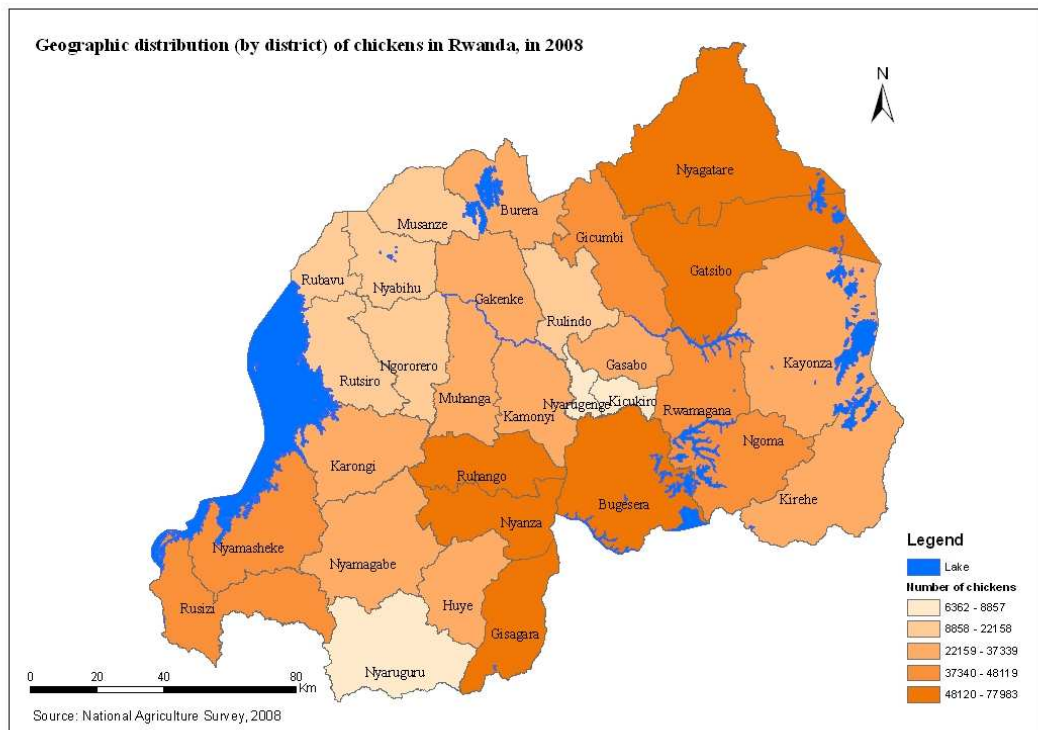 Geographic distribution (by district) of chickens in Rwanda, in 2008
N
Nyagatare
Burera
Musanze
Gicumbi
Gatsibo
Rubavu
Nyabihu
Gakenke
Rulindo
Kayonza
Gasabo
Ngororero
Rutsiro
Muhanga
Kamonyi
Nyarugenge
Kicukiro
Rwamagana
Ngoma
Karongi
Ruhango
Bugesera
Kirehe
Nyanza
Nyamasheke
Nyamagabe
Rusizi
Huye
Gisagara
Nyaruguru
Legend
Lake
Number of chickens
6362 - 8857
8858 - 22158
22159 - 37339
37340 - 48119
48120 - 77983
0 20 40 80
Km
Source: National Agriculture Survey, 2008